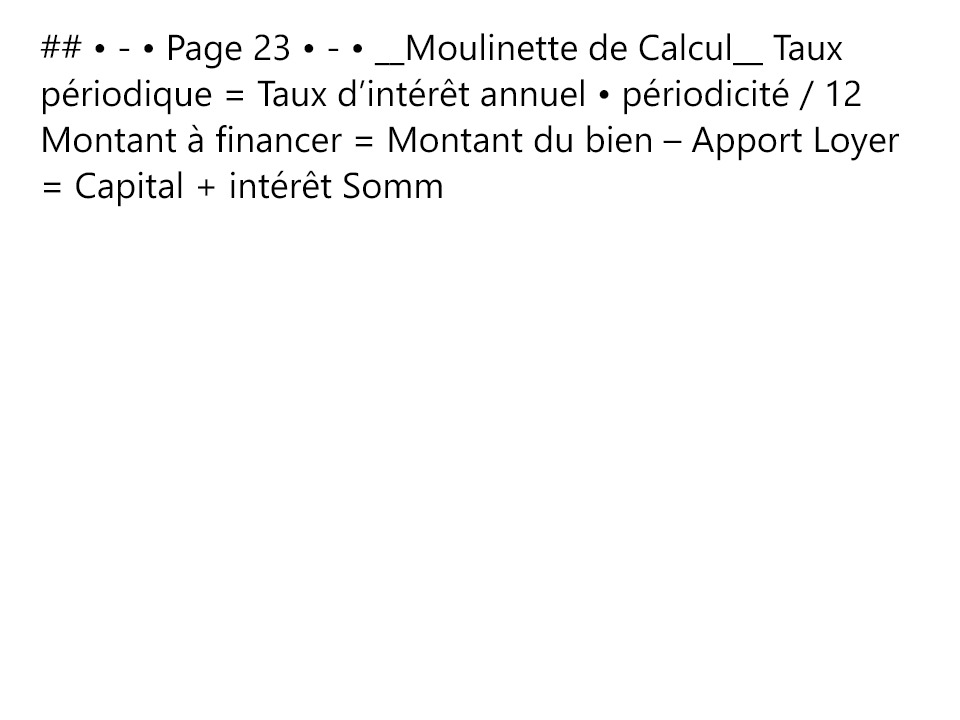 ## • - • Page 23 • - • __Moulinette de Calcul__ Taux
périodique = Taux d’intérêt annuel • périodicité / 12
Montant à financer = Montant du bien – Apport Loyer
= Capital + intérêt Somm